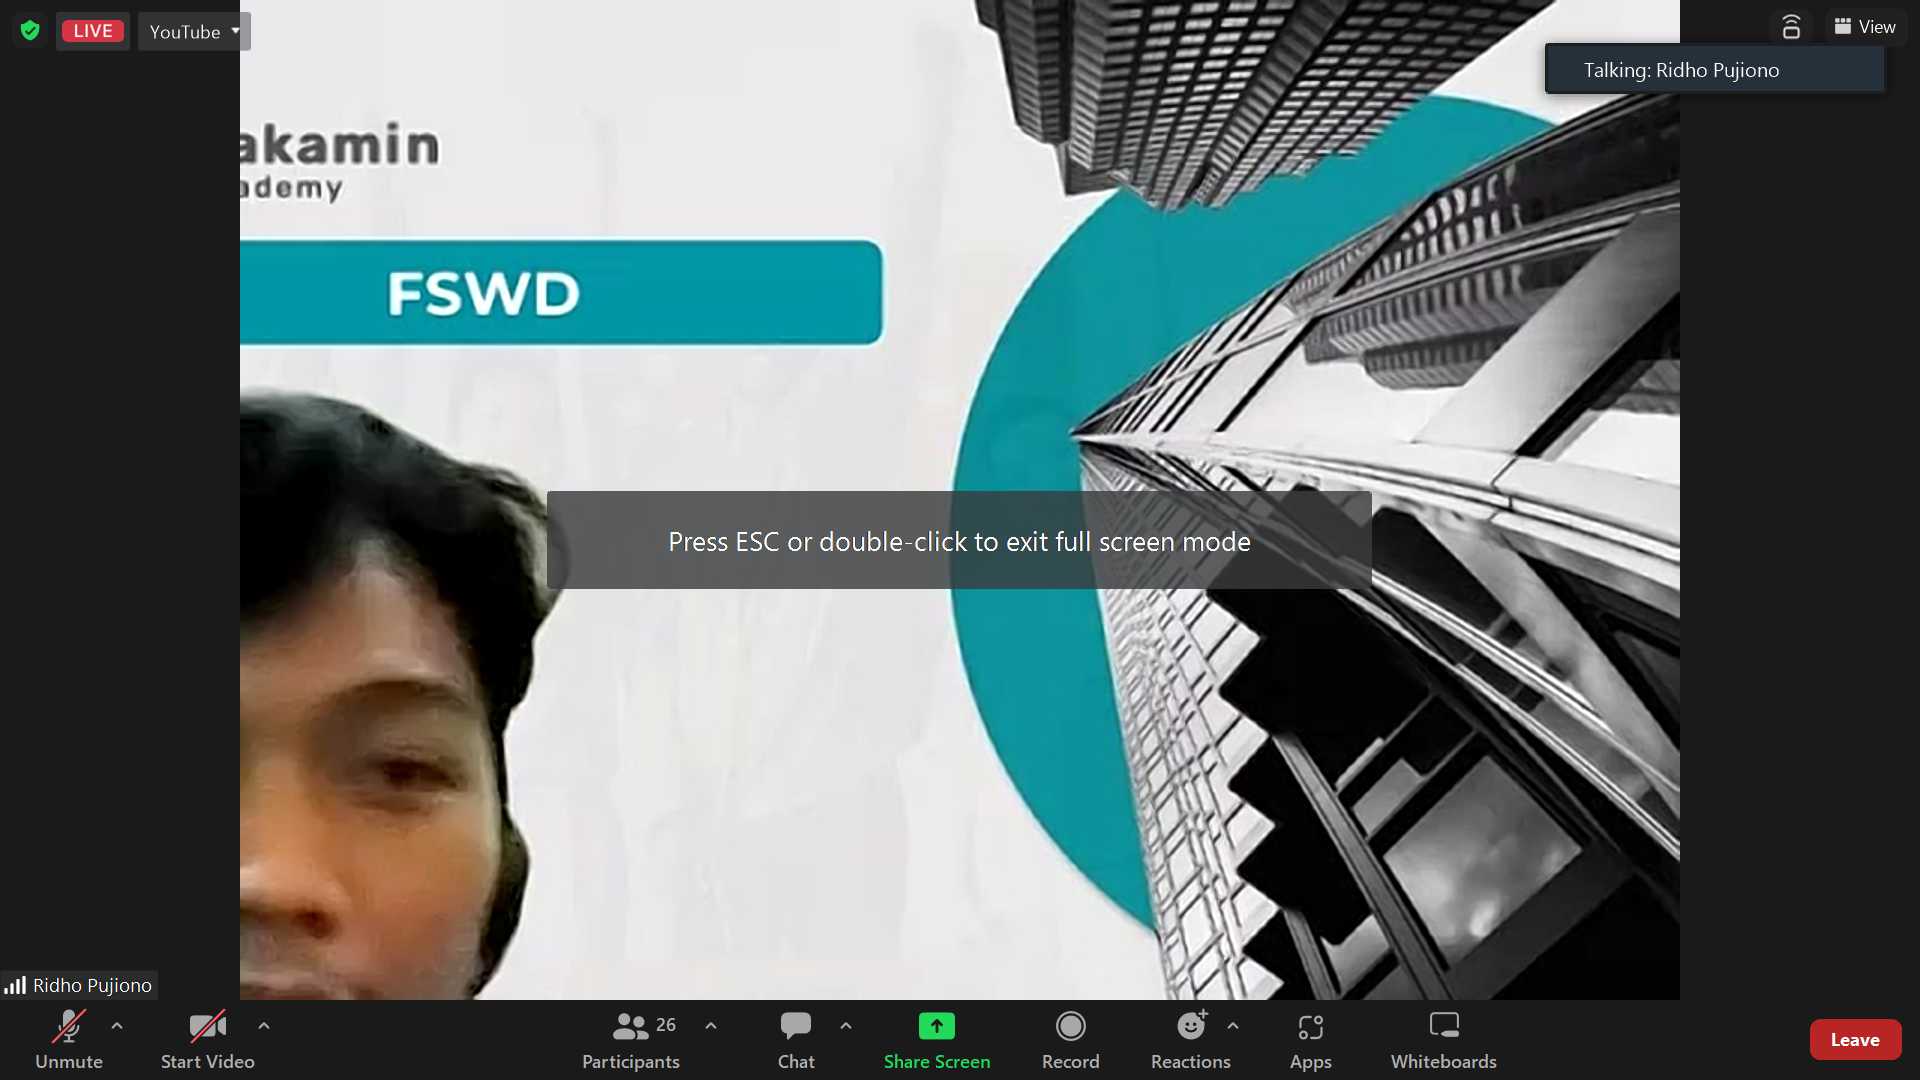 LIVE
YouTube
View
Talking: Ridho Pujiono
akamin
ademy
FSWD
Press ESC or double-click to exit full screen mode
Ridho Pujiono
Unmute
Start Video
26
Participants
Chat
Share Screen
Record
Reactions
Apps
Whiteboards
Leave